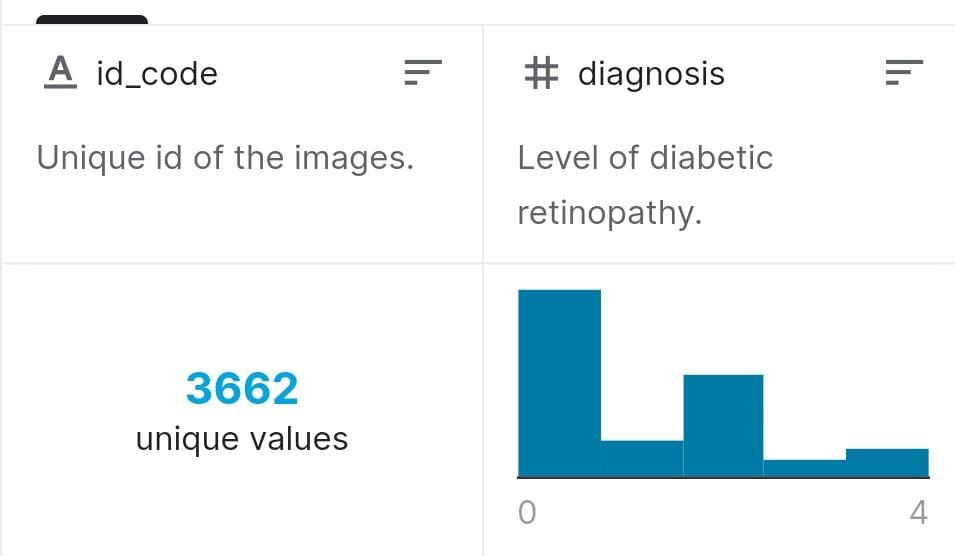 id_code
Unique id of the images.
3662
unique values
diagnosis
Level of diabetic
retinopathy.
0 4